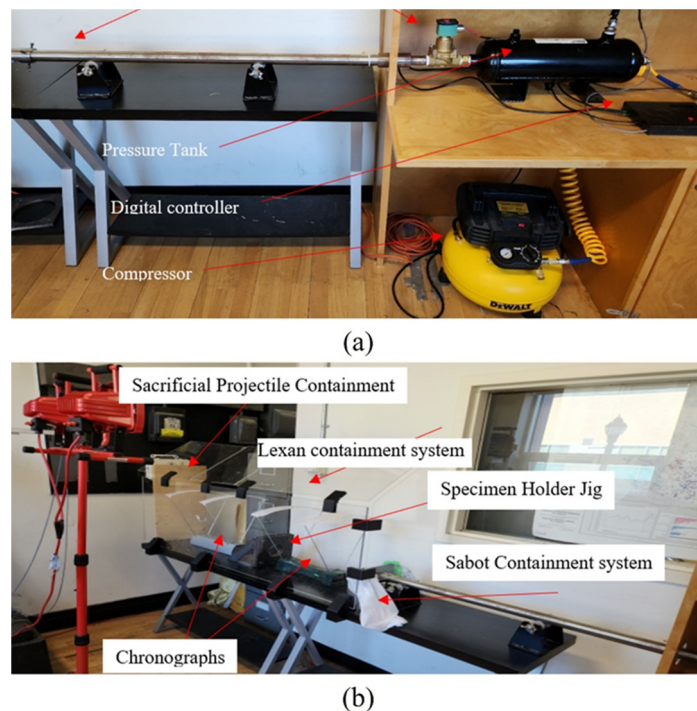 Pressure Tank
Digital controller
Compressor
DEWALT
(a)
Sacrificial Projectile Containment
Lexan containment system
Specimen Holder Jig
Sabot Containment system
Chronographs
(b)